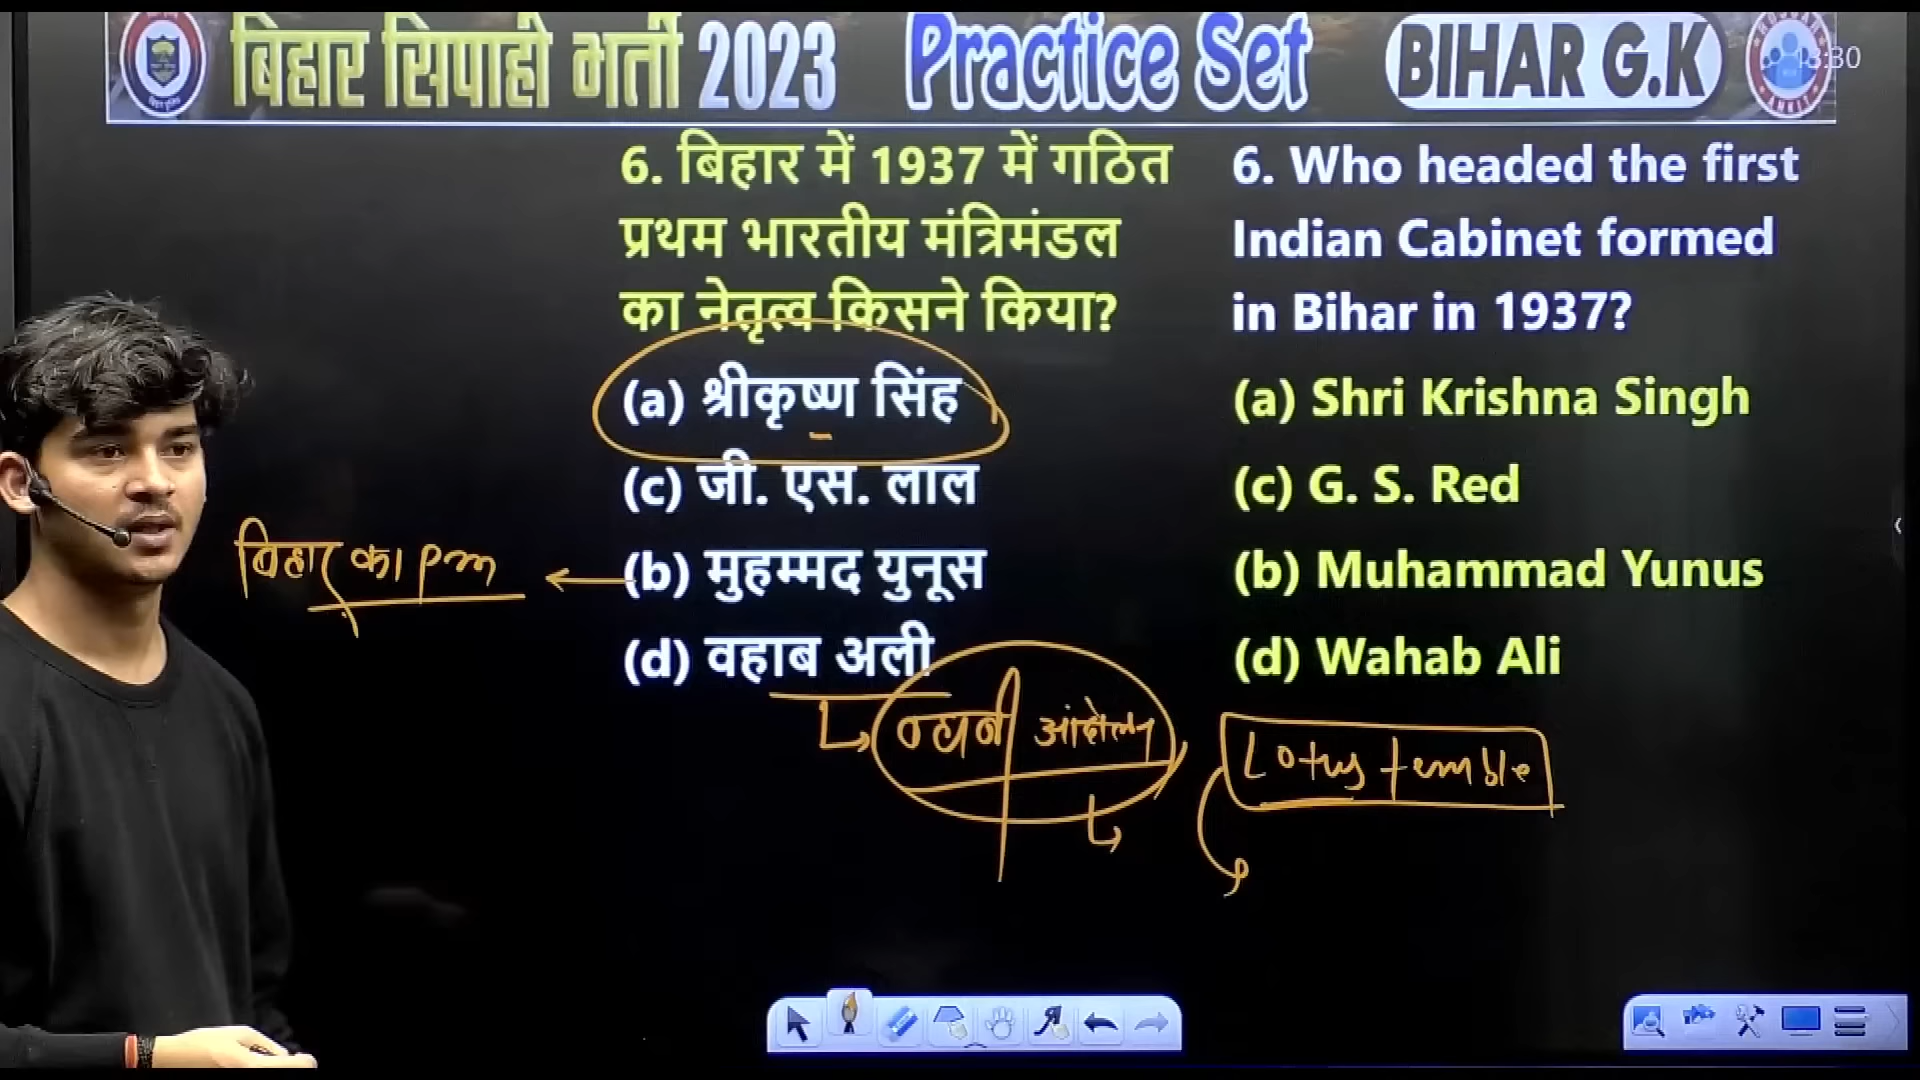 बिहार सिपाही भर्ती 2023 Practice Set BIHAR G.K
13:30
6. बिहार में 1937 में गठित
प्रथम भारतीय मंत्रिमंडल
का नेतृत्व किसने किया?
(a) श्रीकृष्ण सिंह
(c) जी. एस. लाल
(b) मुहम्मद युनूस
(d) वहाब अली
6. Who headed the first
Indian Cabinet formed
in Bihar in 1937?
(a) Shri Krishna Singh
(c) G. S. Red
(b) Muhammad Yunus
(d) Wahab Ali
बिहार का Pm
आंदोलन
Lotus temble